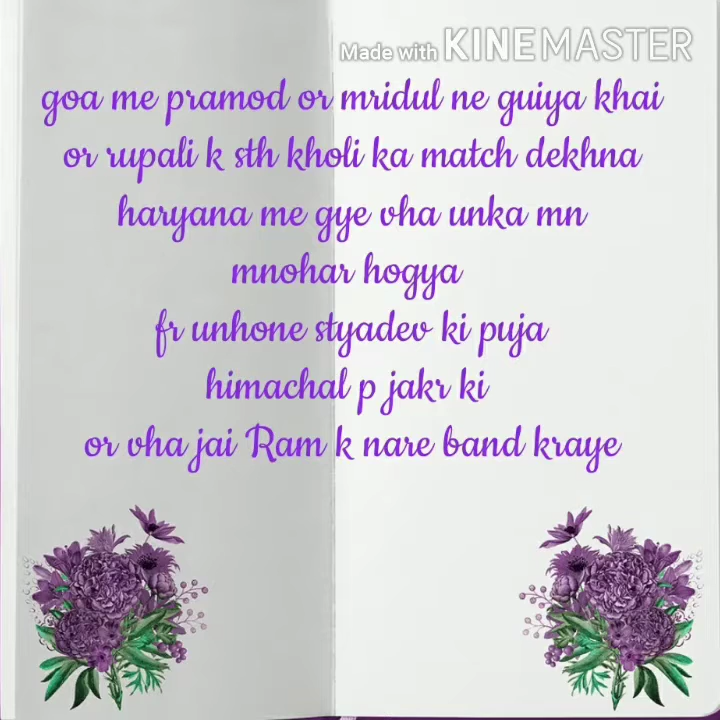 Made with KINEMASTER
goa me pramod or mridul ne guiya khai
or rupali k sth kholi ka match dekhna
haryana me gye vha unka mn
mnohar hogya
fr unhone styadev ki puja
himachal p jakr ki
or vha jai Ram k nare band kraye